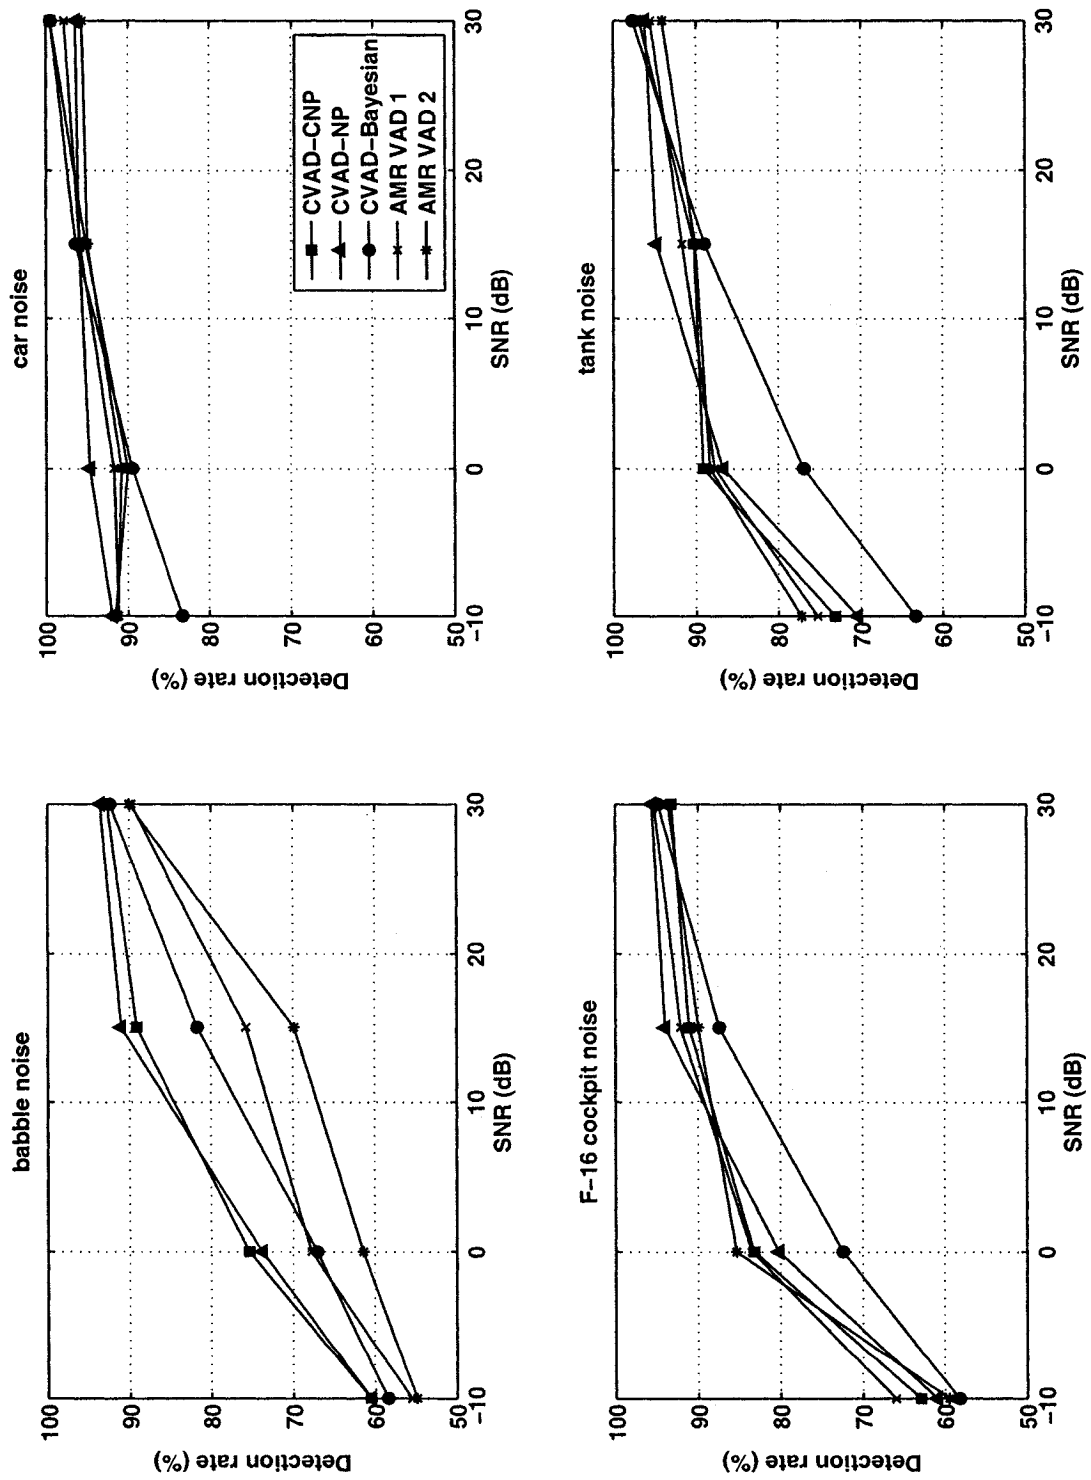 babble noise
100
90
80
70
60
50
Detection rate (%)
-10
0
10
20
30
SNR (dB)
car noise
100
90
80
70
60
50
Detection rate (%)
-10
0
10
20
30
SNR (dB)
CVAD-CNP
CVAD-NP
CVAD-Bayesian
AMR VAD 1
AMR VAD 2
F-16 cockpit noise
100
90
80
70
60
50
Detection rate (%)
-10
0
10
20
30
SNR (dB)
tank noise
100
90
80
70
60
50
Detection rate (%)
-10
0
10
20
30
SNR (dB)